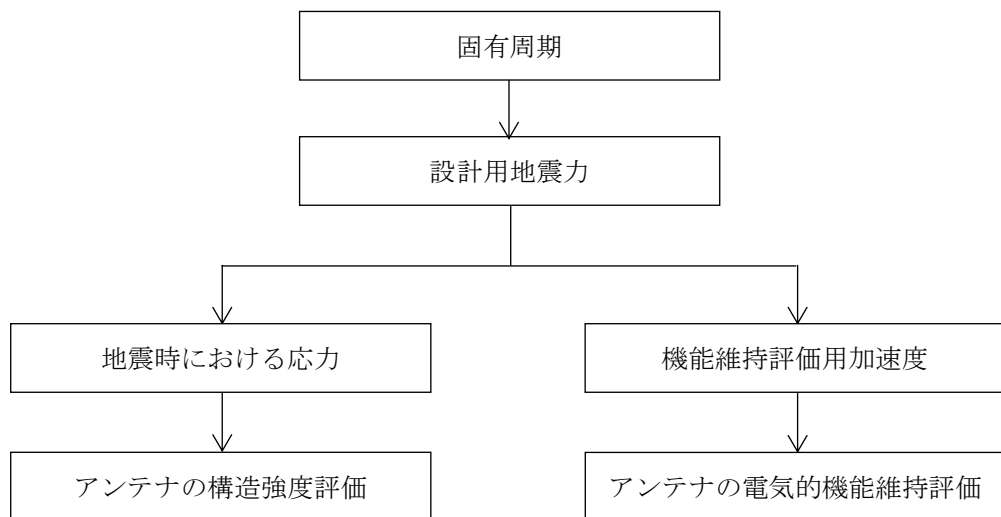 固有周期
設計用地震力
地震時における応力
機能維持評価用加速度
アンテナの構造強度評価
アンテナの電気的機能維持評価